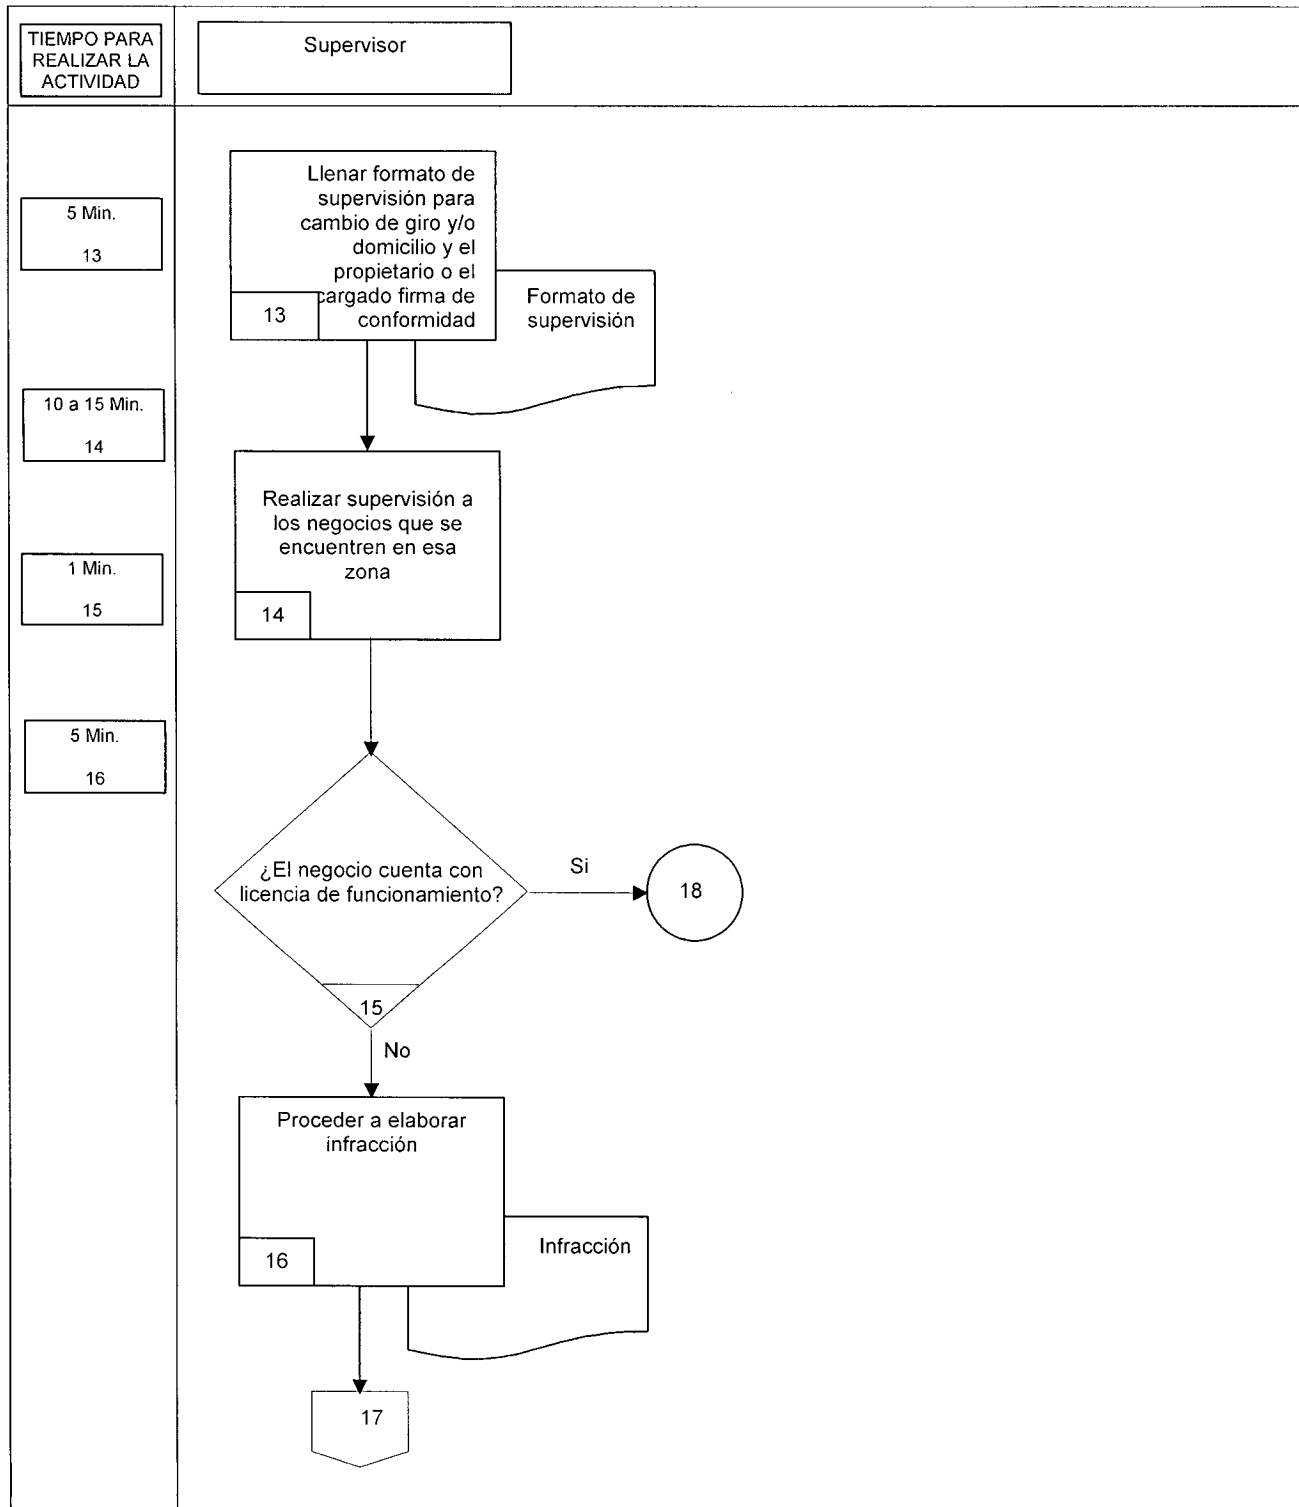 TIEMPO PARA
REALIZAR LA
ACTIVIDAD
Supervisor
5 Min.
13
10 a 15 Min.
14
1 Min.
15
5 Min.
16
Llenar formato de
supervisión para
cambio de giro y/o
domicilio y el
propietario o el
cargado firma de
conformidad
13
Formato de
supervisión
Realizar supervisión a
los negocios que se
encuentren en esa
zona
14
¿El negocio cuenta con
licencia de funcionamiento?
15
Si
18
No
Proceder a elaborar
infracción
16
Infracción
17